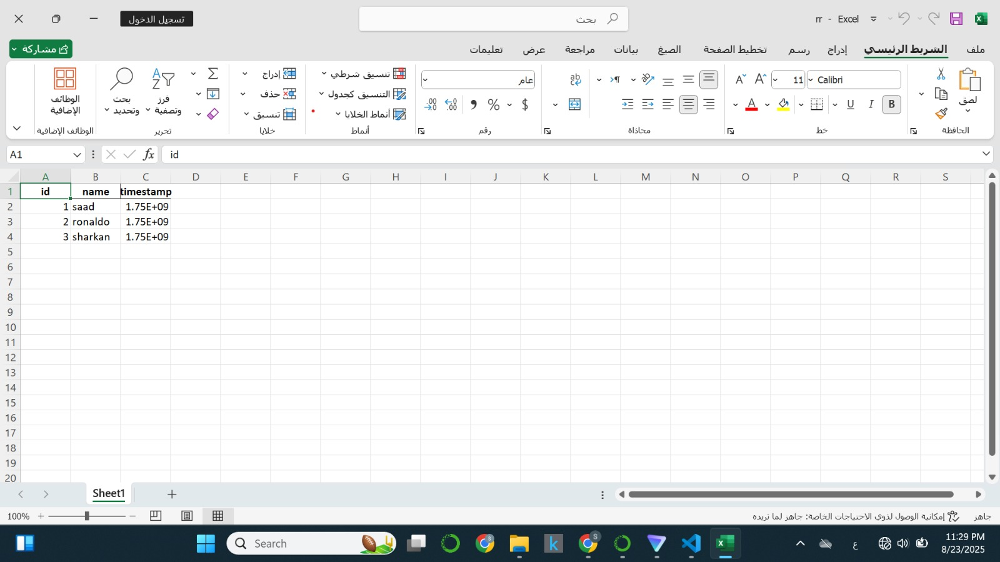 تسجيل الدخول
بحث
rr - Excel
ملف
الشريط الرئيسي
إدراج
رسم
تخطيط الصفحة
الصيغ
بيانات
مراجعة
عرض
تعليمات
مشاركة
لصق
الحافظة
Calibri
11
B
I
U
خط
محاذاة
عام
$
%
رقم
تنسيق شرطي
التنسيق كجدول
أنماط الخلايا
أنماط
إدراج
حذف
تنسيق
خلايا
فرز
وتصفية
بحث
وتحديد
تحرير
الوظائف
الإضافية
الوظائف الإضافية
A1
fx
id
A B C D E F G H I J K L M N O P Q R S
1 id name timestamp
2 1 saad 1.75E+09
3 2 ronaldo 1.75E+09
4 3 sharkan 1.75E+09
5
6
7
8
9
10
11
12
13
14
15
16
17
18
19
20
Sheet1
100%
إمكانية الوصول لذوي الاحتياجات الخاصة: جاهز لما تريده
جاهز
Search
ع
11:29 PM
8/23/2025